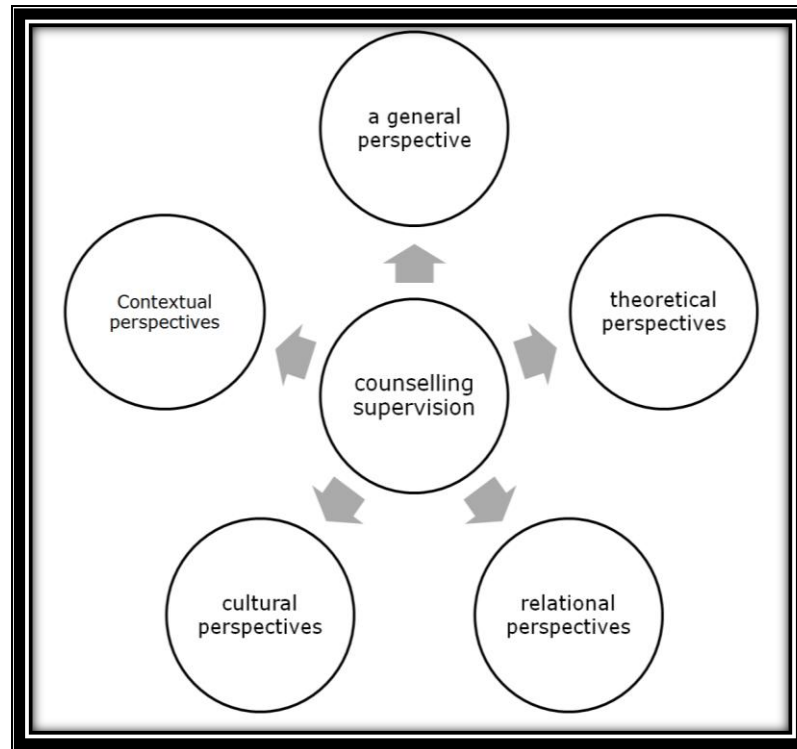 a general
perspective
Contextual
perspectives
theoretical
perspectives
counselling
supervision
cultural
perspectives
relational
perspectives